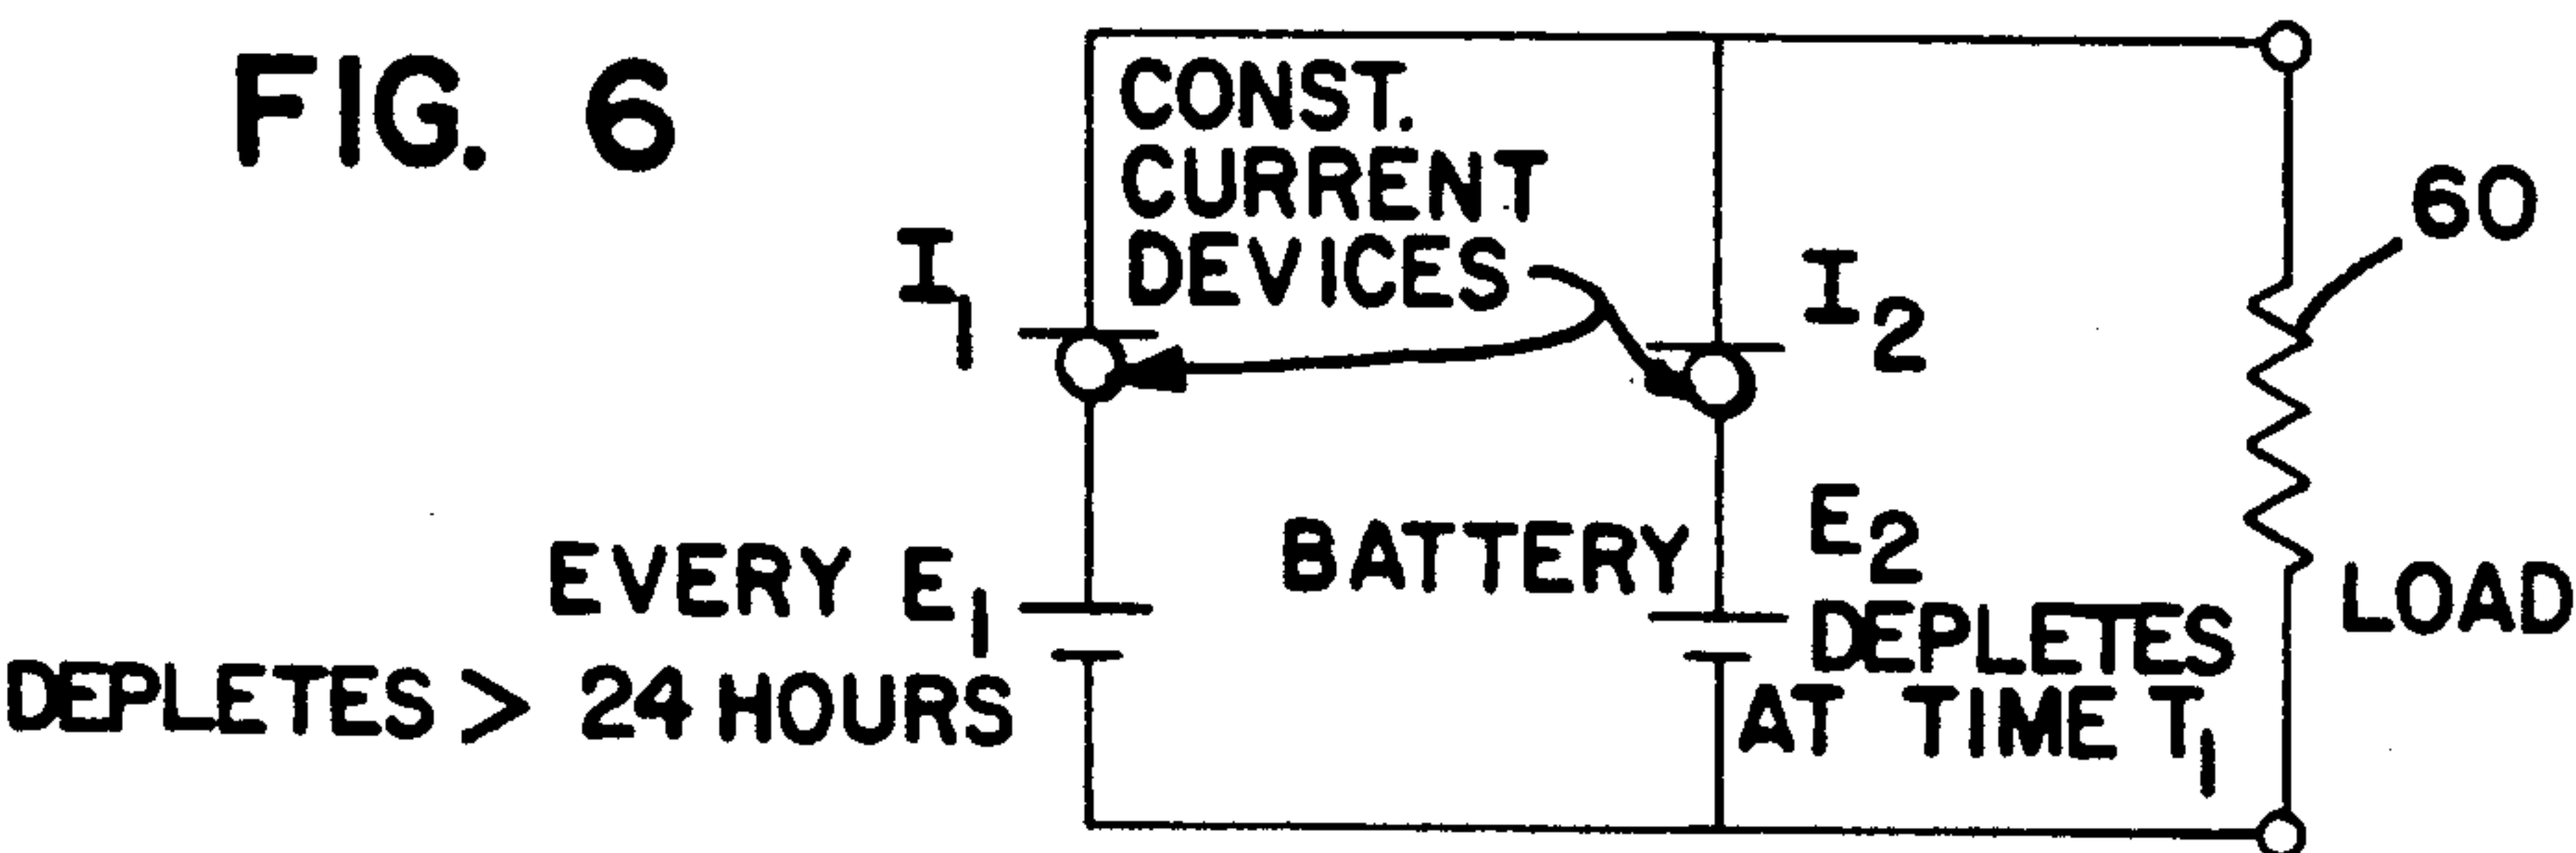 FIG. 6
CONST.
CURRENT
DEVICES
I1
I2
60
EVERY E1
DEPLETES > 24 HOURS
BATTERY
E2
DEPLETES
AT TIME T1
LOAD